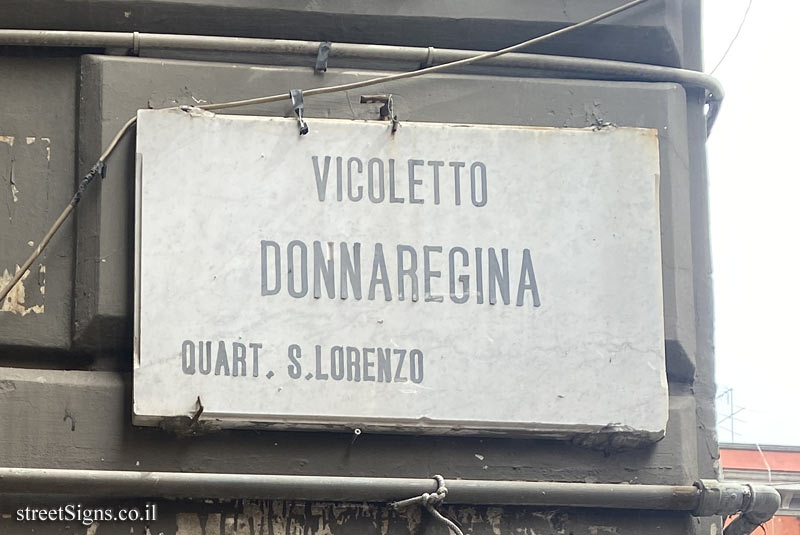 VICOLETTO
DONNAREGINA
QUART. S.LORENZO
streetSigns.co.il